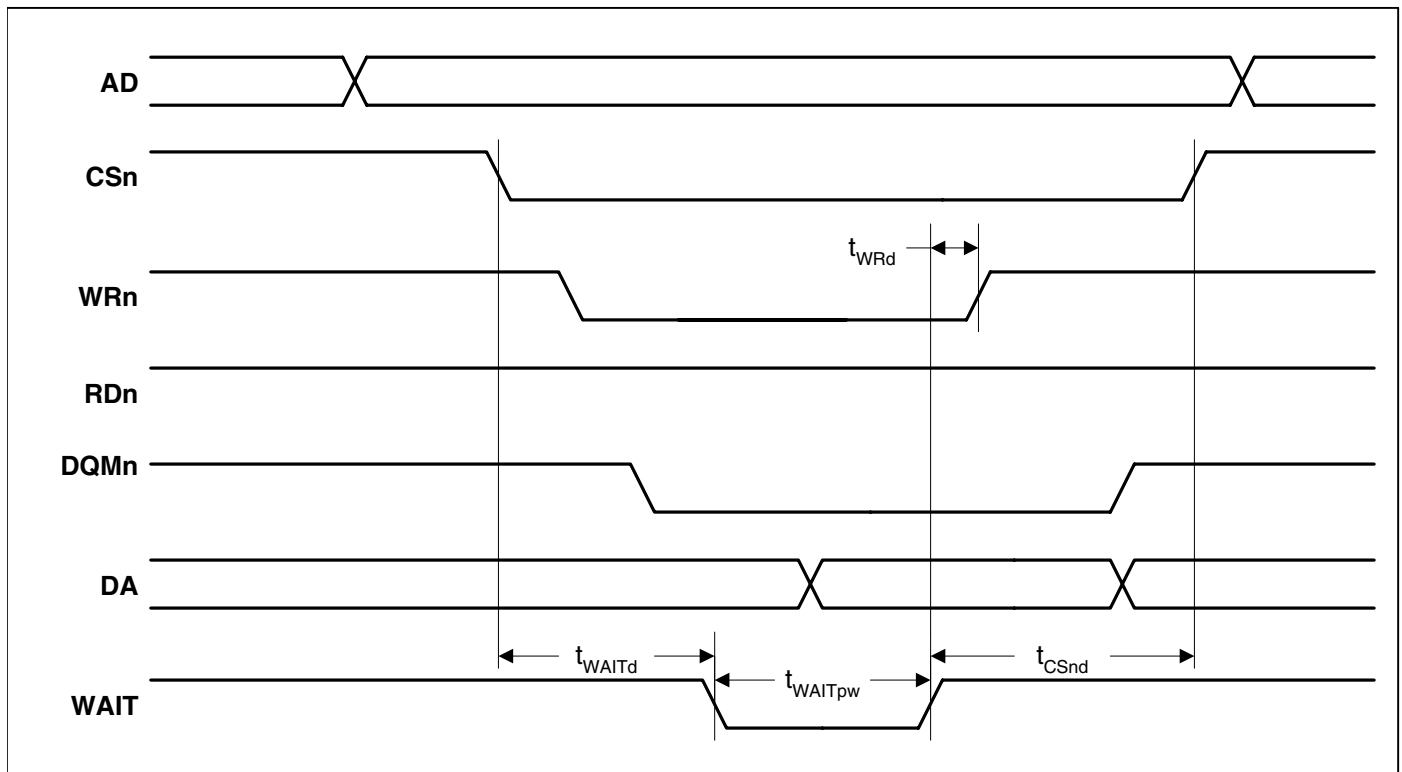 AD
CSn
tWRd
WRn
RDn
DQMn
DA
tWAITd
tCSnd
tWAITpw
WAIT